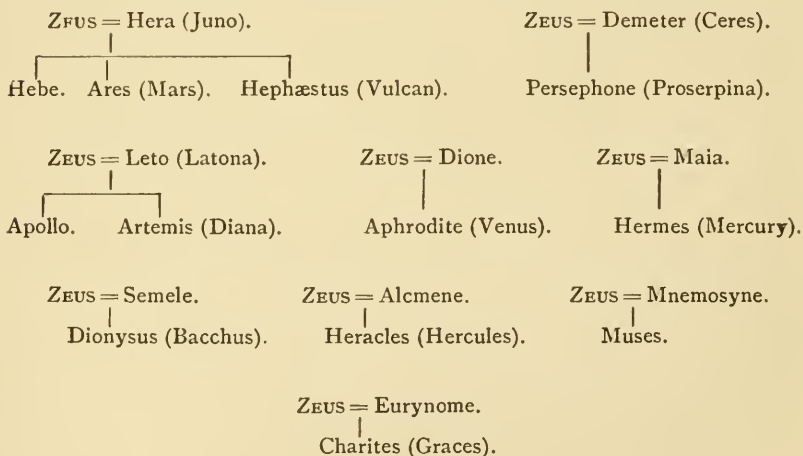 ZFUS = Hera (Juno).
ZEUS = Demeter (Ceres).
Hebe. Ares (Mars). Hephæstus (Vulcan).
Persephone (Proserpina).
ZEUS = Leto (Latona).
ZEUS = Dione.
ZEUS = Maia.
Apollo. Artemis (Diana).
Aphrodite (Venus).
Hermes (Mercury).
ZEUS = Semele.
ZEUS = Alcmene.
ZEUS = Mnemosyne.
Dionysus (Bacchus).
Heracles (Hercules).
Muses.
ZEUS = Eurynome.
Charites (Graces).